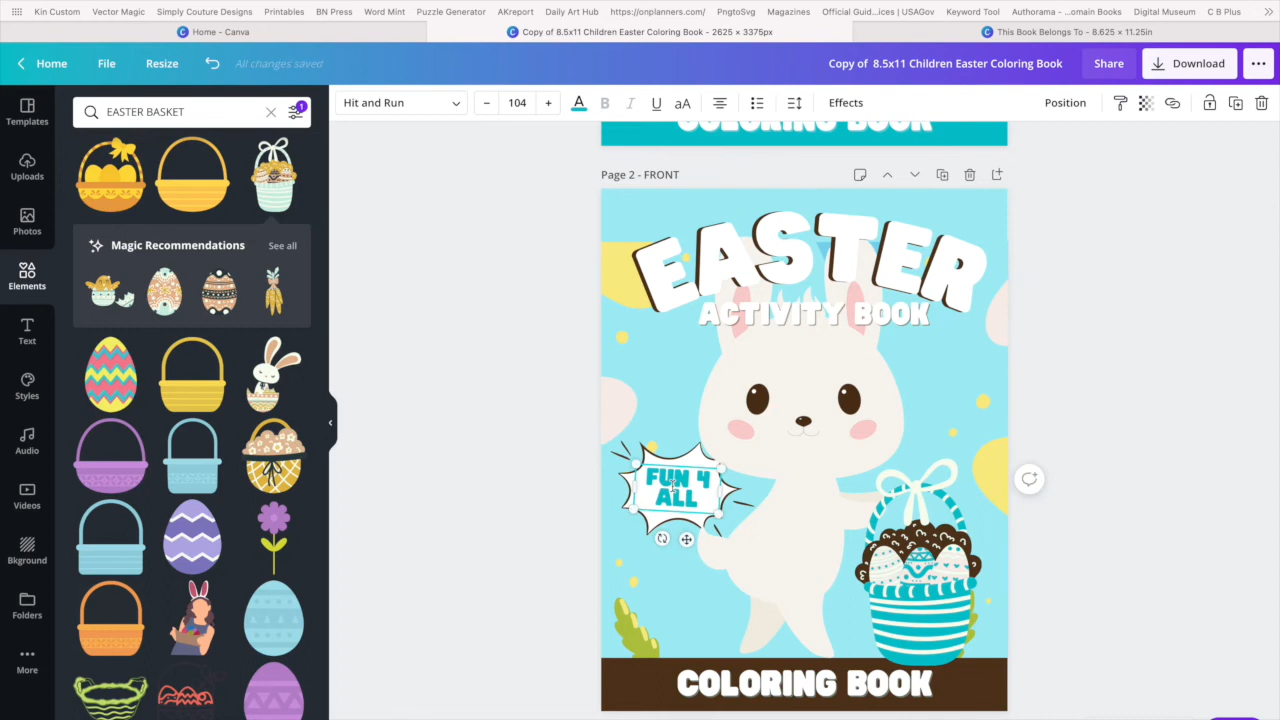 Kin Custom Vector Magic Simply Couture Designs Printables BN Press Word Mint Puzzle Generator AKreport Daily Art Hub https://onplanners.com/ PngtoSvg Magazines Official Guid...ices | USAGov Keyword Tool Authorama - ...omain Books Digital Museum C B Plus
Home - Canva Copy of 8.5x11 Children Easter Coloring Book - 2625 × 3375px This Book Belongs To - 8.625 × 11.25in
Home File Resize All changes saved Copy of 8.5x11 Children Easter Coloring Book Share Download
Templates
Uploads
Photos
Elements
Text
Styles
Audio
Videos
Bkground
Folders
More
EASTER BASKET 1
Magic Recommendations See all
Hit and Run – 104 + A B I U aA Effects Position
COLORING BOOK
Page 2 - FRONT
EASTER
ACTIVITY BOOK
FUN 4
ALL
COLORING BOOK